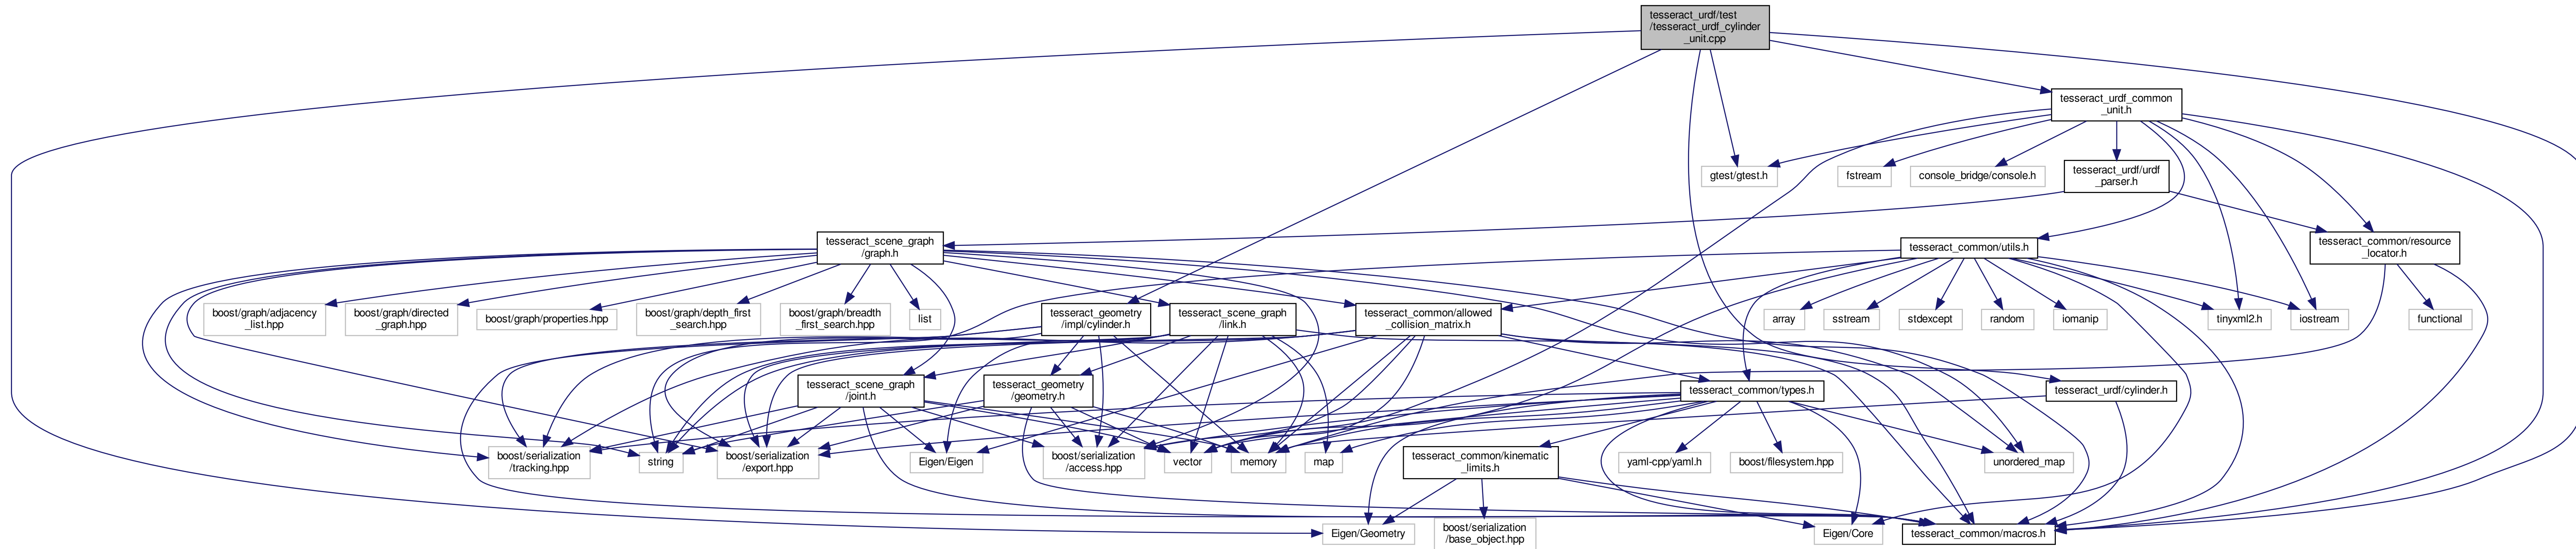 tesseract_urdf/test
/tesseract_urdf_cylinder
_unit.cpp
tesseract_urdf_common
_unit.h
gtest/gtest.h
fstream
console_bridge/console.h
tesseract_urdf/urdf
_parser.h
tesseract_scene_graph
/graph.h
tesseract_common/utils.h
tesseract_common/resource
_locator.h
boost/graph/adjacency
_list.hpp
boost/graph/directed
_graph.hpp
boost/graph/properties.hpp
boost/graph/depth_first
_search.hpp
boost/graph/breadth
_first_search.hpp
list
tesseract_geometry
/impl/cylinder.h
tesseract_scene_graph
/link.h
tesseract_common/allowed
_collision_matrix.h
array
sstream
stdexcept
random
iomanip
tinyxml2.h
iostream
functional
tesseract_scene_graph
/joint.h
tesseract_geometry
/geometry.h
tesseract_common/types.h
tesseract_urdf/cylinder.h
boost/serialization
/tracking.hpp
string
boost/serialization
/export.hpp
Eigen/Eigen
boost/serialization
/access.hpp
vector
memory
map
tesseract_common/kinematic
_limits.h
yaml-cpp/yaml.h
boost/filesystem.hpp
unordered_map
Eigen/Geometry
boost/serialization
/base_object.hpp
Eigen/Core
tesseract_common/macros.h